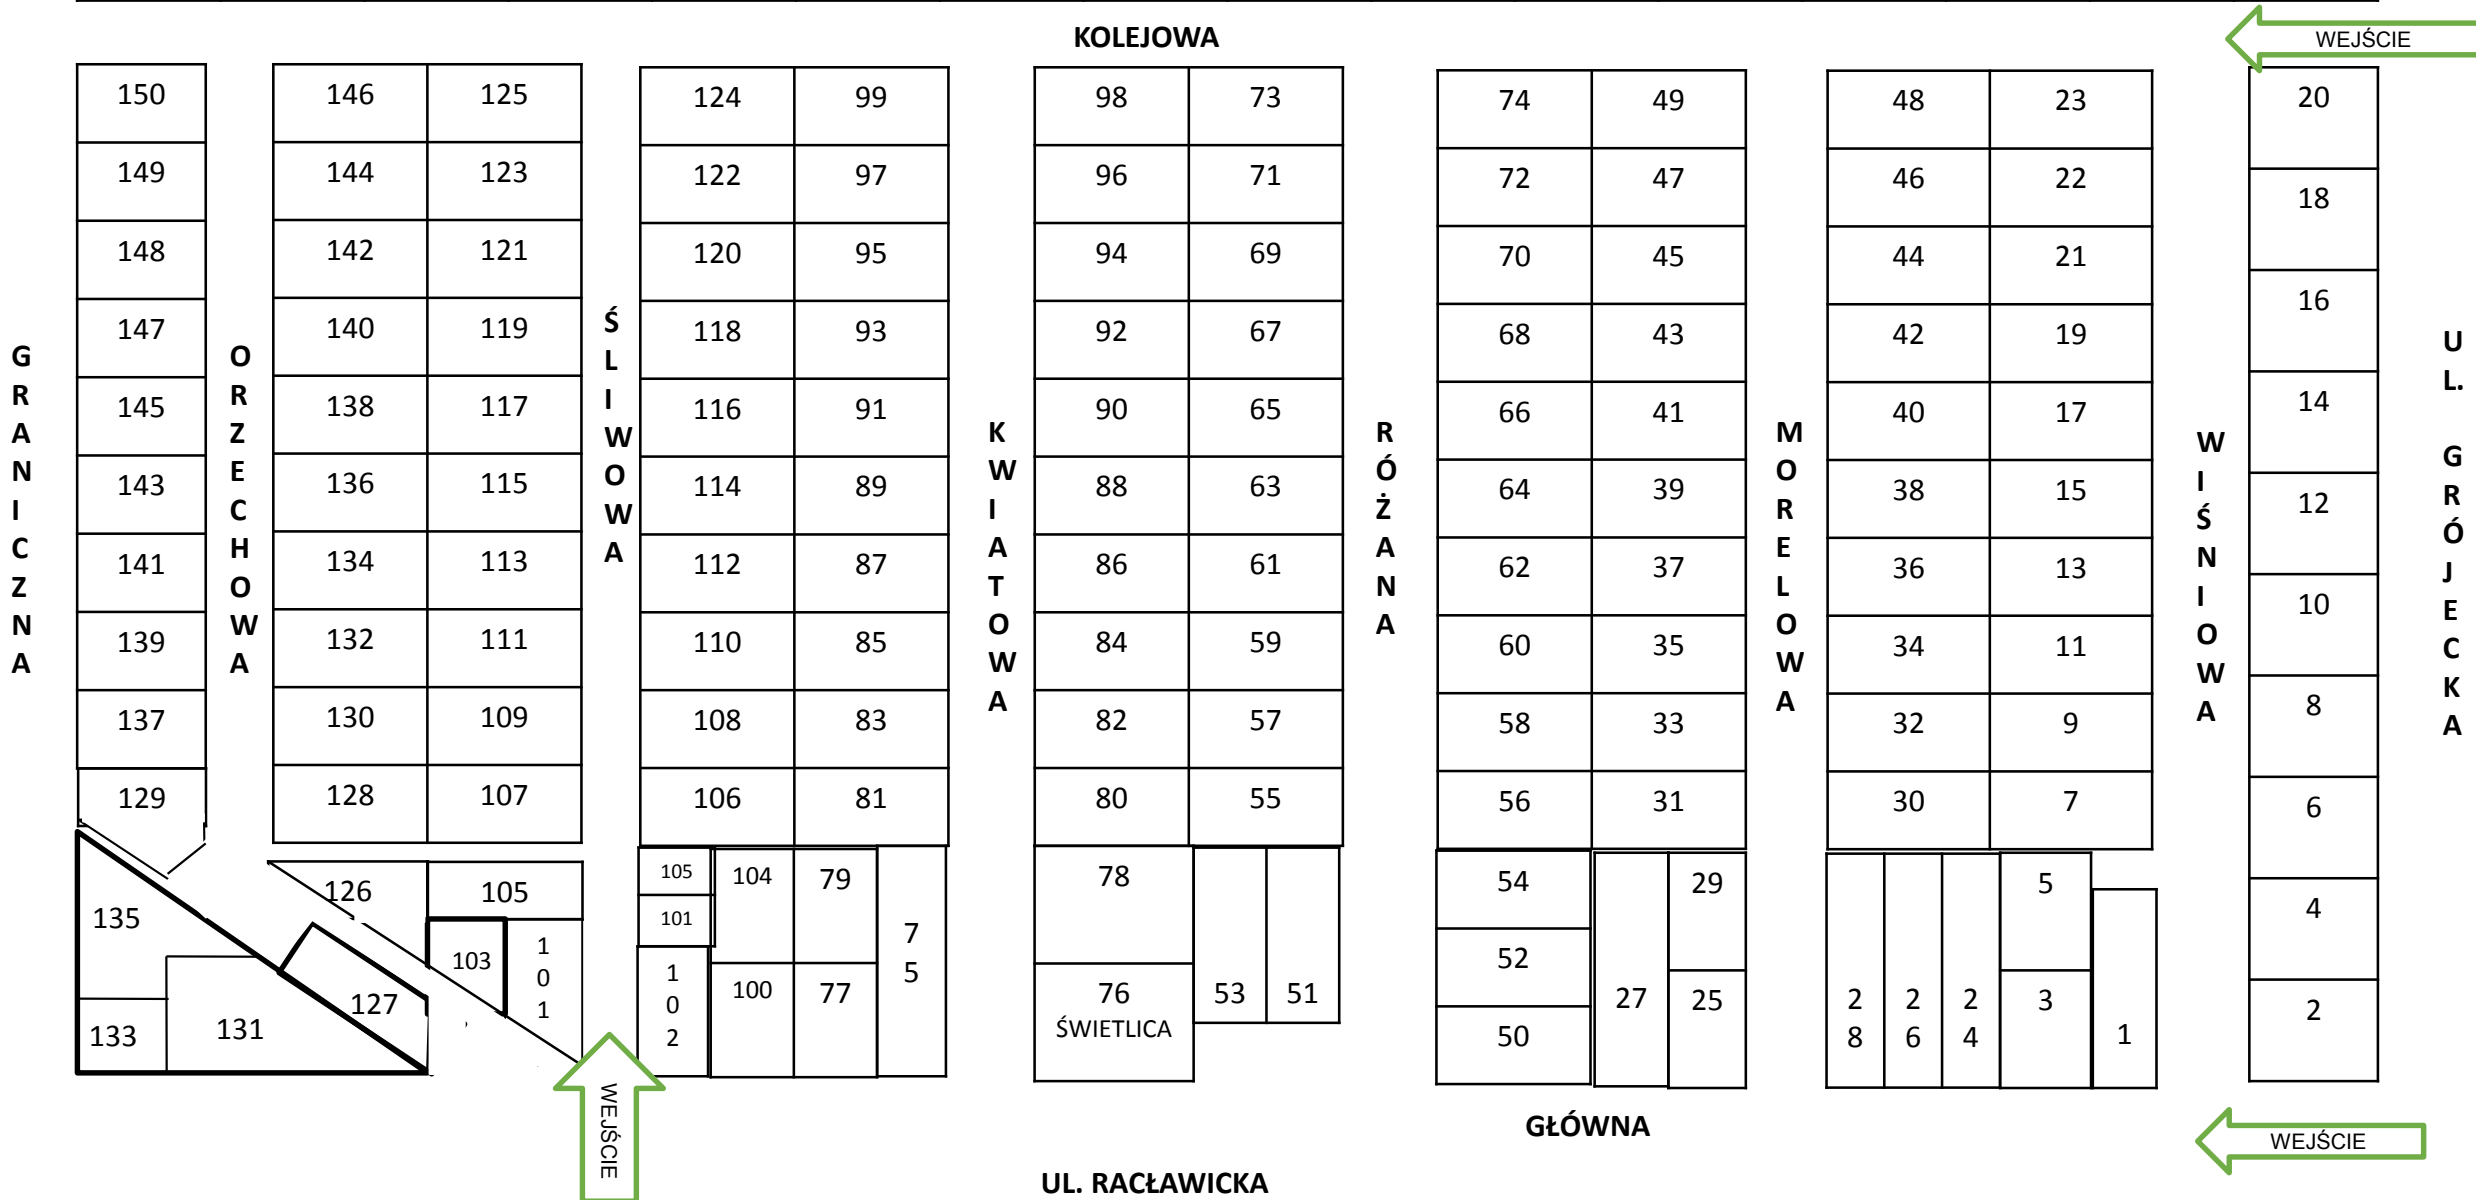 KOLEJOWA
WEJŚCIE
150 146 125 124 99 98 73 74 49 48 23 20
149 144 123 122 97 96 71 72 47 46 22 18
148 142 121 120 95 94 69 70 45 44 21 16
147 140 119 118 93 92 67 68 43 42 19 14
145 138 117 116 91 90 65 66 41 40 17 12
143 136 115 114 89 88 63 64 39 38 15 10
141 134 113 112 87 86 61 62 37 36 13 8
139 132 111 110 85 84 59 60 35 34 11 6
137 130 109 108 83 82 57 58 33 32 9 4
129 128 107 106 81 80 55 56 31 30 7 2
GRANICZNA
ORZECHOWA
ŚLIWOWA
KWIATOWA
RÓŻANA
MORELOWA
WIŚNIOWA
UL. GRÓJECKA
126 105 105 104 79 78 54 29 5
135 103 101 101 75 52
133 131 127 102 100 77 76 53 51 50 27 25 28 26 24 3 1
ŚWIETLICA
WEJŚCIE
GŁÓWNA
WEJŚCIE
UL. RACŁAWICKA